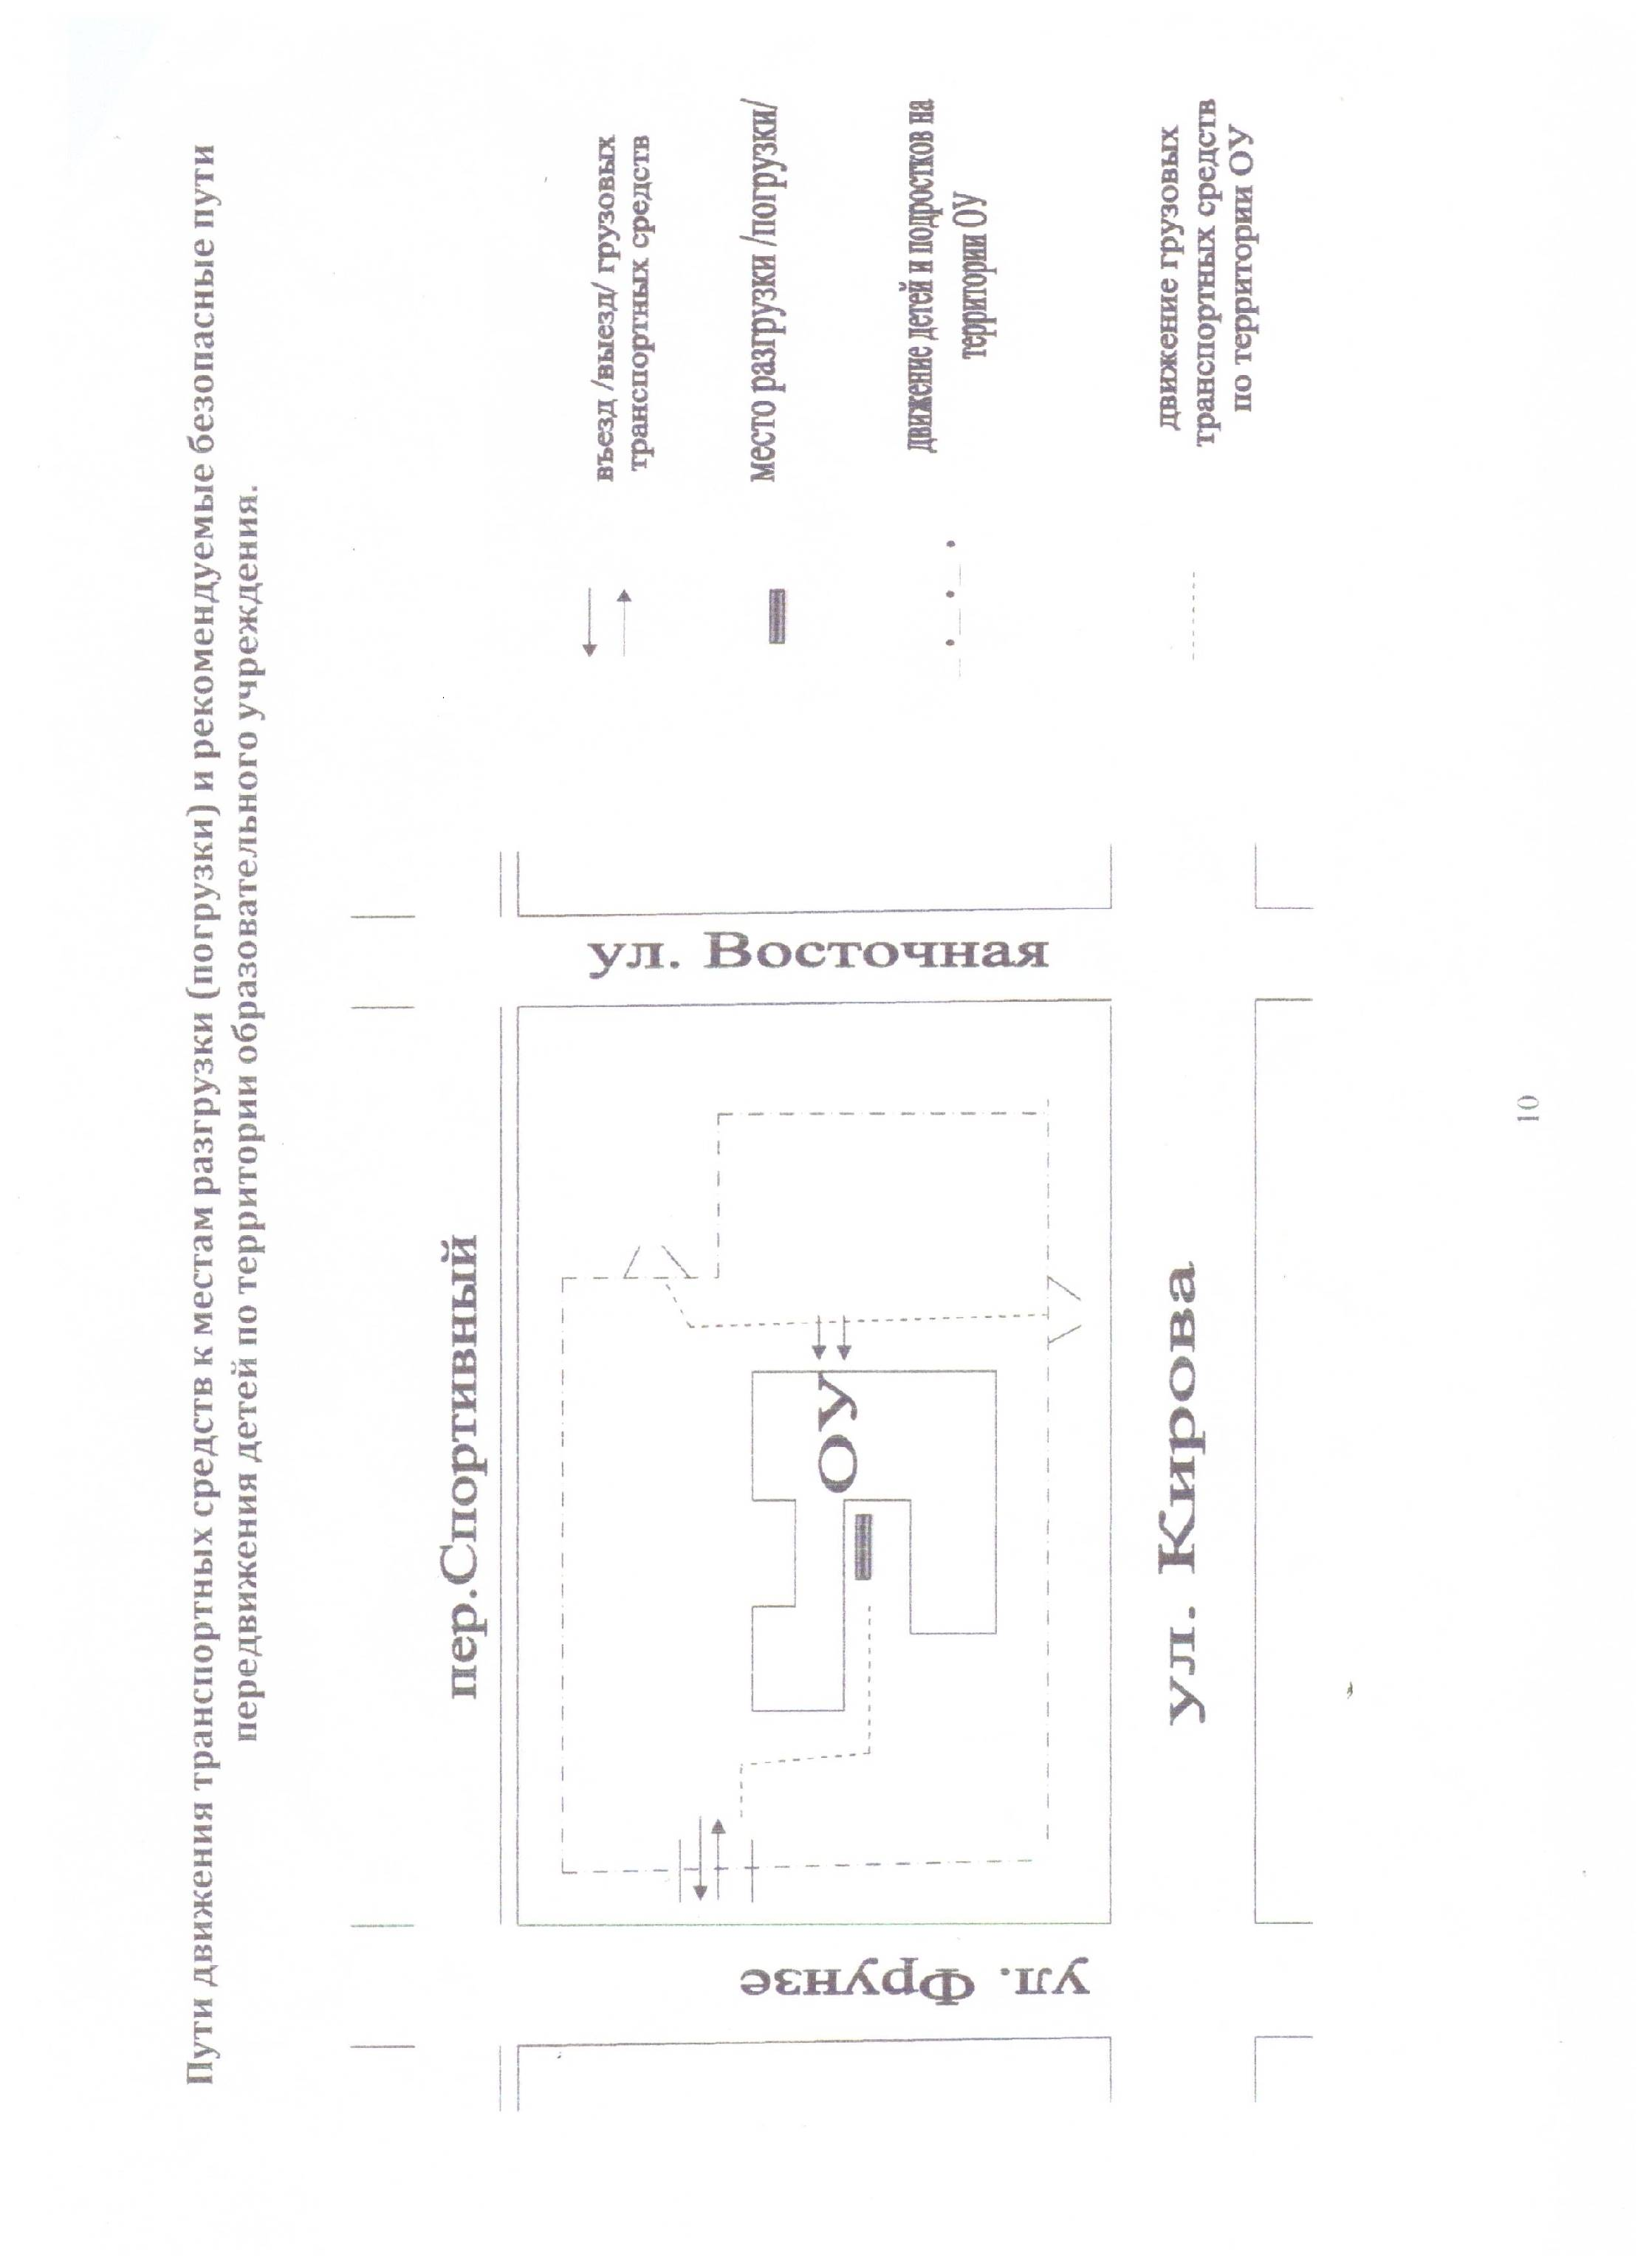 Пути движения транспортных средств к местам разгрузки (погрузки) и рекомендуемые безопасные пути
передвижения детей по территории образовательного учреждения.
пер.Спортивный
ул. Фрунзе
ОУ
ул. Восточная
ул. Кирова
въезд /выезд/ грузовых
транспортных средств
место разгрузки /погрузки/
движение детей и подростков на
территории ОУ
движение грузовых
транспортных средств
по территории ОУ
10